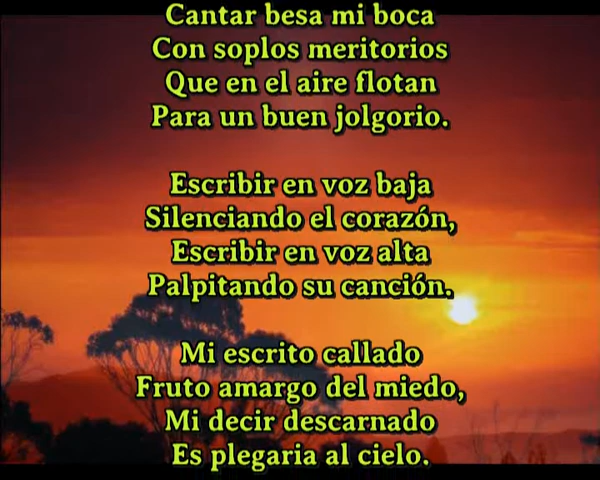 Cantar besa mi boca
Con soplos meritorios
Que en el aire flotan
Para un buen jolgorio.

Escribir en voz baja
Silenciando el corazón,
Escribir en voz alta
Palpitando su canción.

Mi escrito callado
Fruto amargo del miedo,
Mi decir descarnado
Es plegaria al cielo.